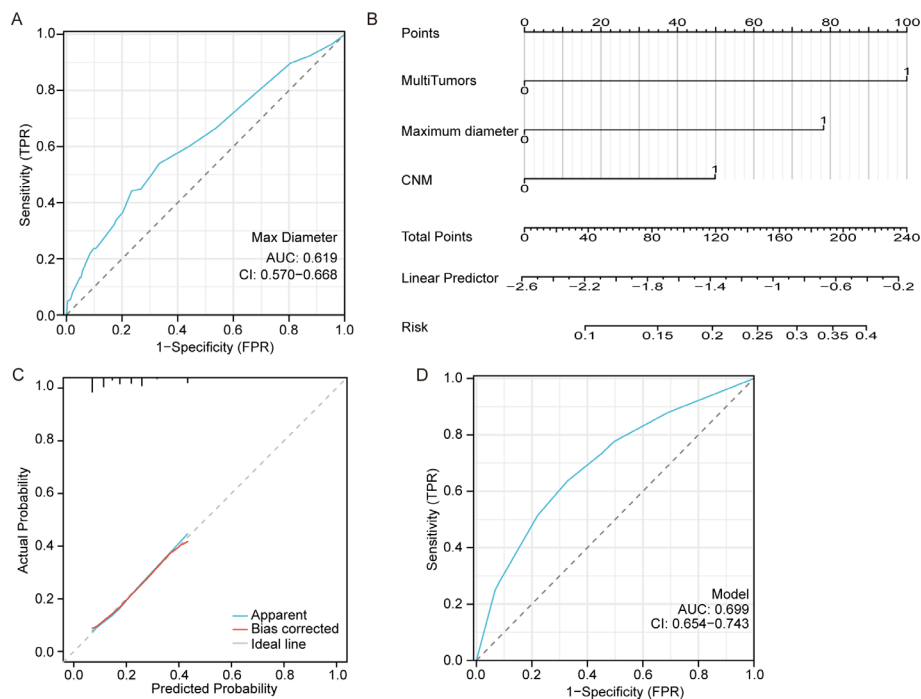 A
1.0
0.8
0.6
0.4
0.2
0.0
Sensitivity (TPR)
Max Diameter
AUC: 0.619
CI: 0.570−0.668
0.0 0.2 0.4 0.6 0.8 1.0
1−Specificity (FPR)
B
Points
0 20 40 60 80 100
MultiTumors
0 1
Maximum diameter
0 1
CNM
0 1
Total Points
0 40 80 120 160 200 240
Linear Predictor
−2.6 −2.2 −1.8 −1.4 −1 −0.6 −0.2
Risk
0.1 0.15 0.2 0.25 0.3 0.35 0.4
C
1.0
0.8
0.6
0.4
0.2
0.0
Actual Probability
Apparent
Bias corrected
Ideal line
0.0 0.2 0.4 0.6 0.8 1.0
Predicted Probability
D
1.0
0.8
0.6
0.4
0.2
0.0
Sensitivity (TPR)
Model
AUC: 0.699
CI: 0.654−0.743
0.0 0.2 0.4 0.6 0.8 1.0
1−Specificity (FPR)